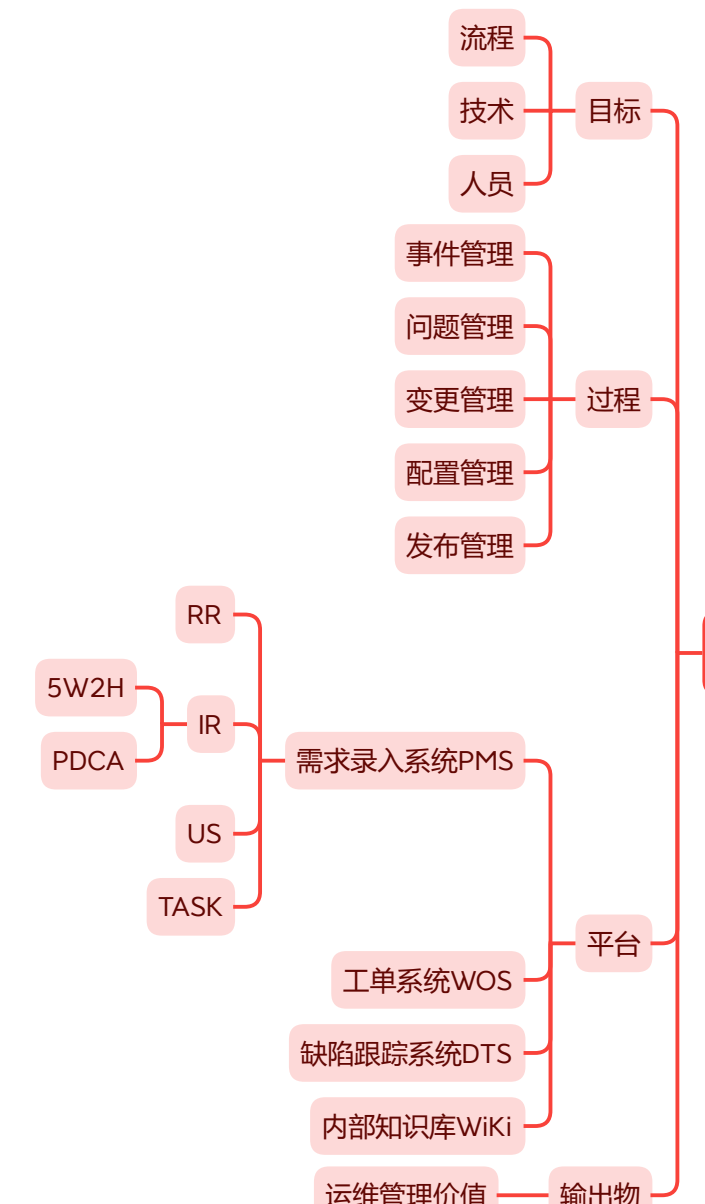 流程
技术
目标
人员
事件管理
问题管理
变更管理
过程
配置管理
发布管理
RR
5W2H
IR
PDCA
需求录入系统PMS
US
TASK
平台
工单系统WOS
缺陷跟踪系统DTS
内部知识库WiKi
运维管理价值
输出物